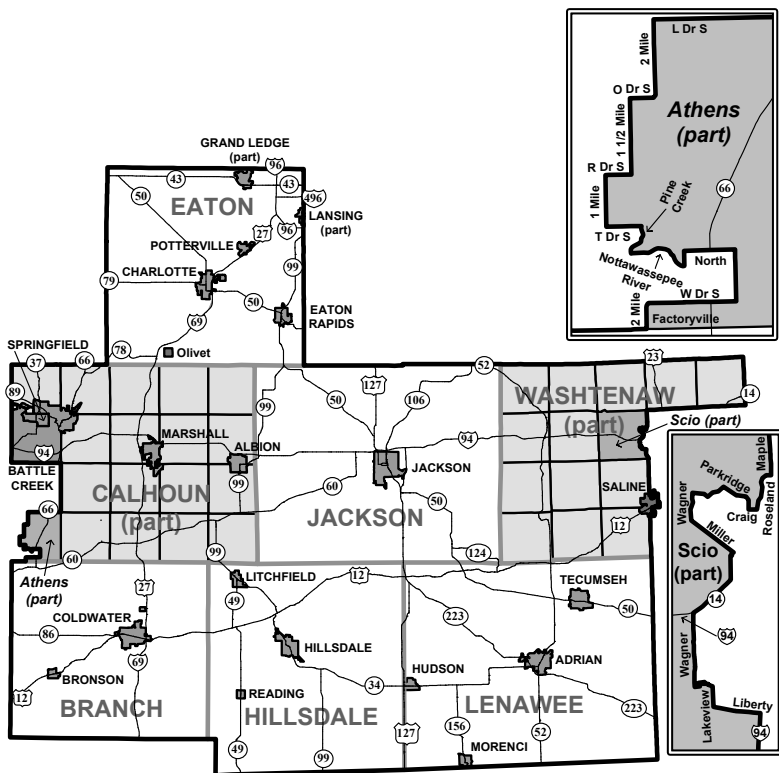 GRAND LEDGE
(part)
96
43
43
496
50
EATON
LANSING
(part)
27
96
POTTERVILLE
99
CHARLOTTE
79
50
EATON
RAPIDS
69
SPRINGFIELD
78
Olivet
37
66
89
94
BATTLE
CREEK
MARSHALL
ALBION
99
99
50
127
106
52
WASHTENAW
(part)
23
14
Scio (part)
94
JACKSON
SALINE
CALHOUN
(part)
60
JACKSON
50
12
66
60
Athens
(part)
99
124
27
LITCHFIELD
12
TECUMSEH
49
COLDWATER
86
223
50
HILLSDALE
ADRIAN
69
BRONSON
HUDSON
34
12
READING
BRANCH
HILLSDALE
LENAWEE
223
49
99
127
156
52
MORENCI
L Dr S
2 Mile
O Dr S
Athens
(part)
1 1/2 Mile
R Dr S
66
1 Mile
Pine
Creek
T Dr S
North
Nottawassepee
River
W Dr S
2 Mile
Factoryville
Maple
Parkridge
Wagner
Roseland
Craig
Miller
Scio
(part)
14
94
Wagner
Lakeview
Liberty
94